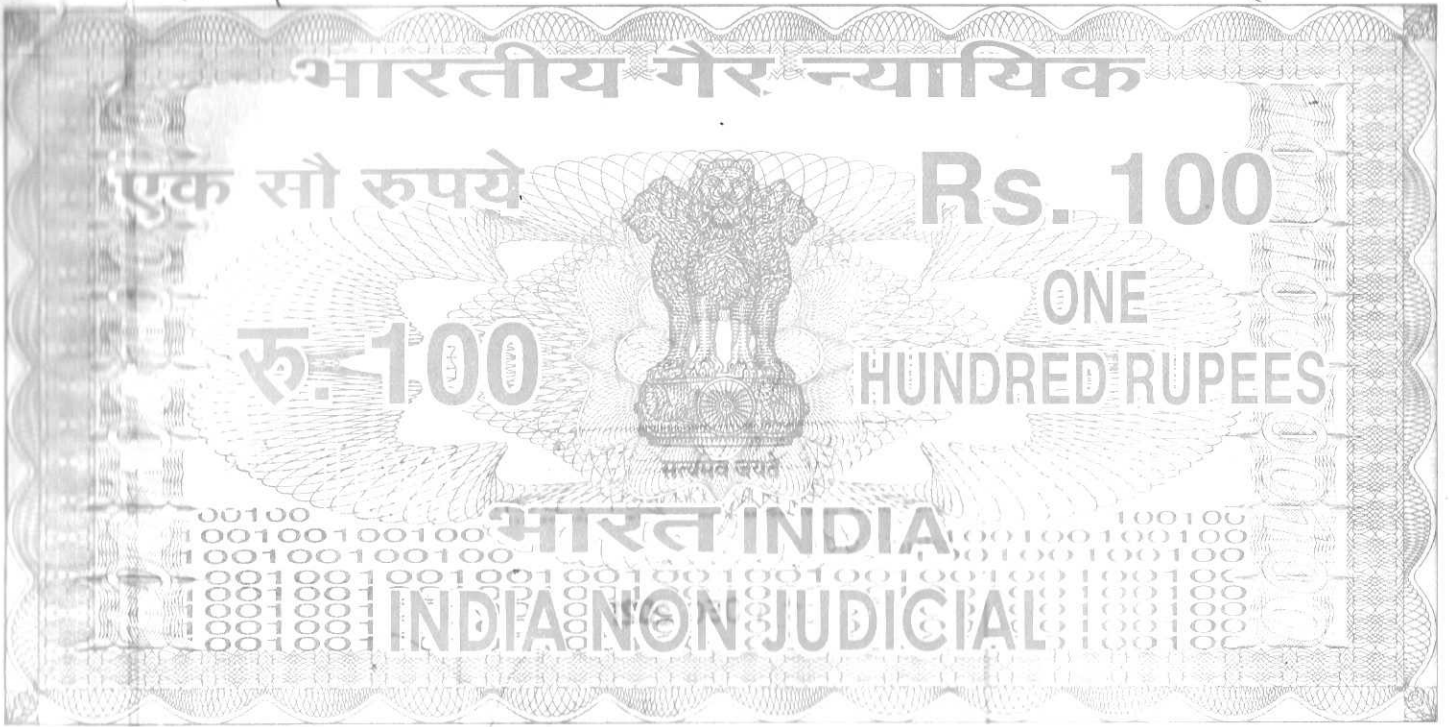 भारतीय गैर न्यायिक
एक सौ रुपये
Rs. 100
रु. 100
ONE
HUNDRED RUPEES
सत्यमेव जयते
भारत INDIA
INDIA NON JUDICIAL